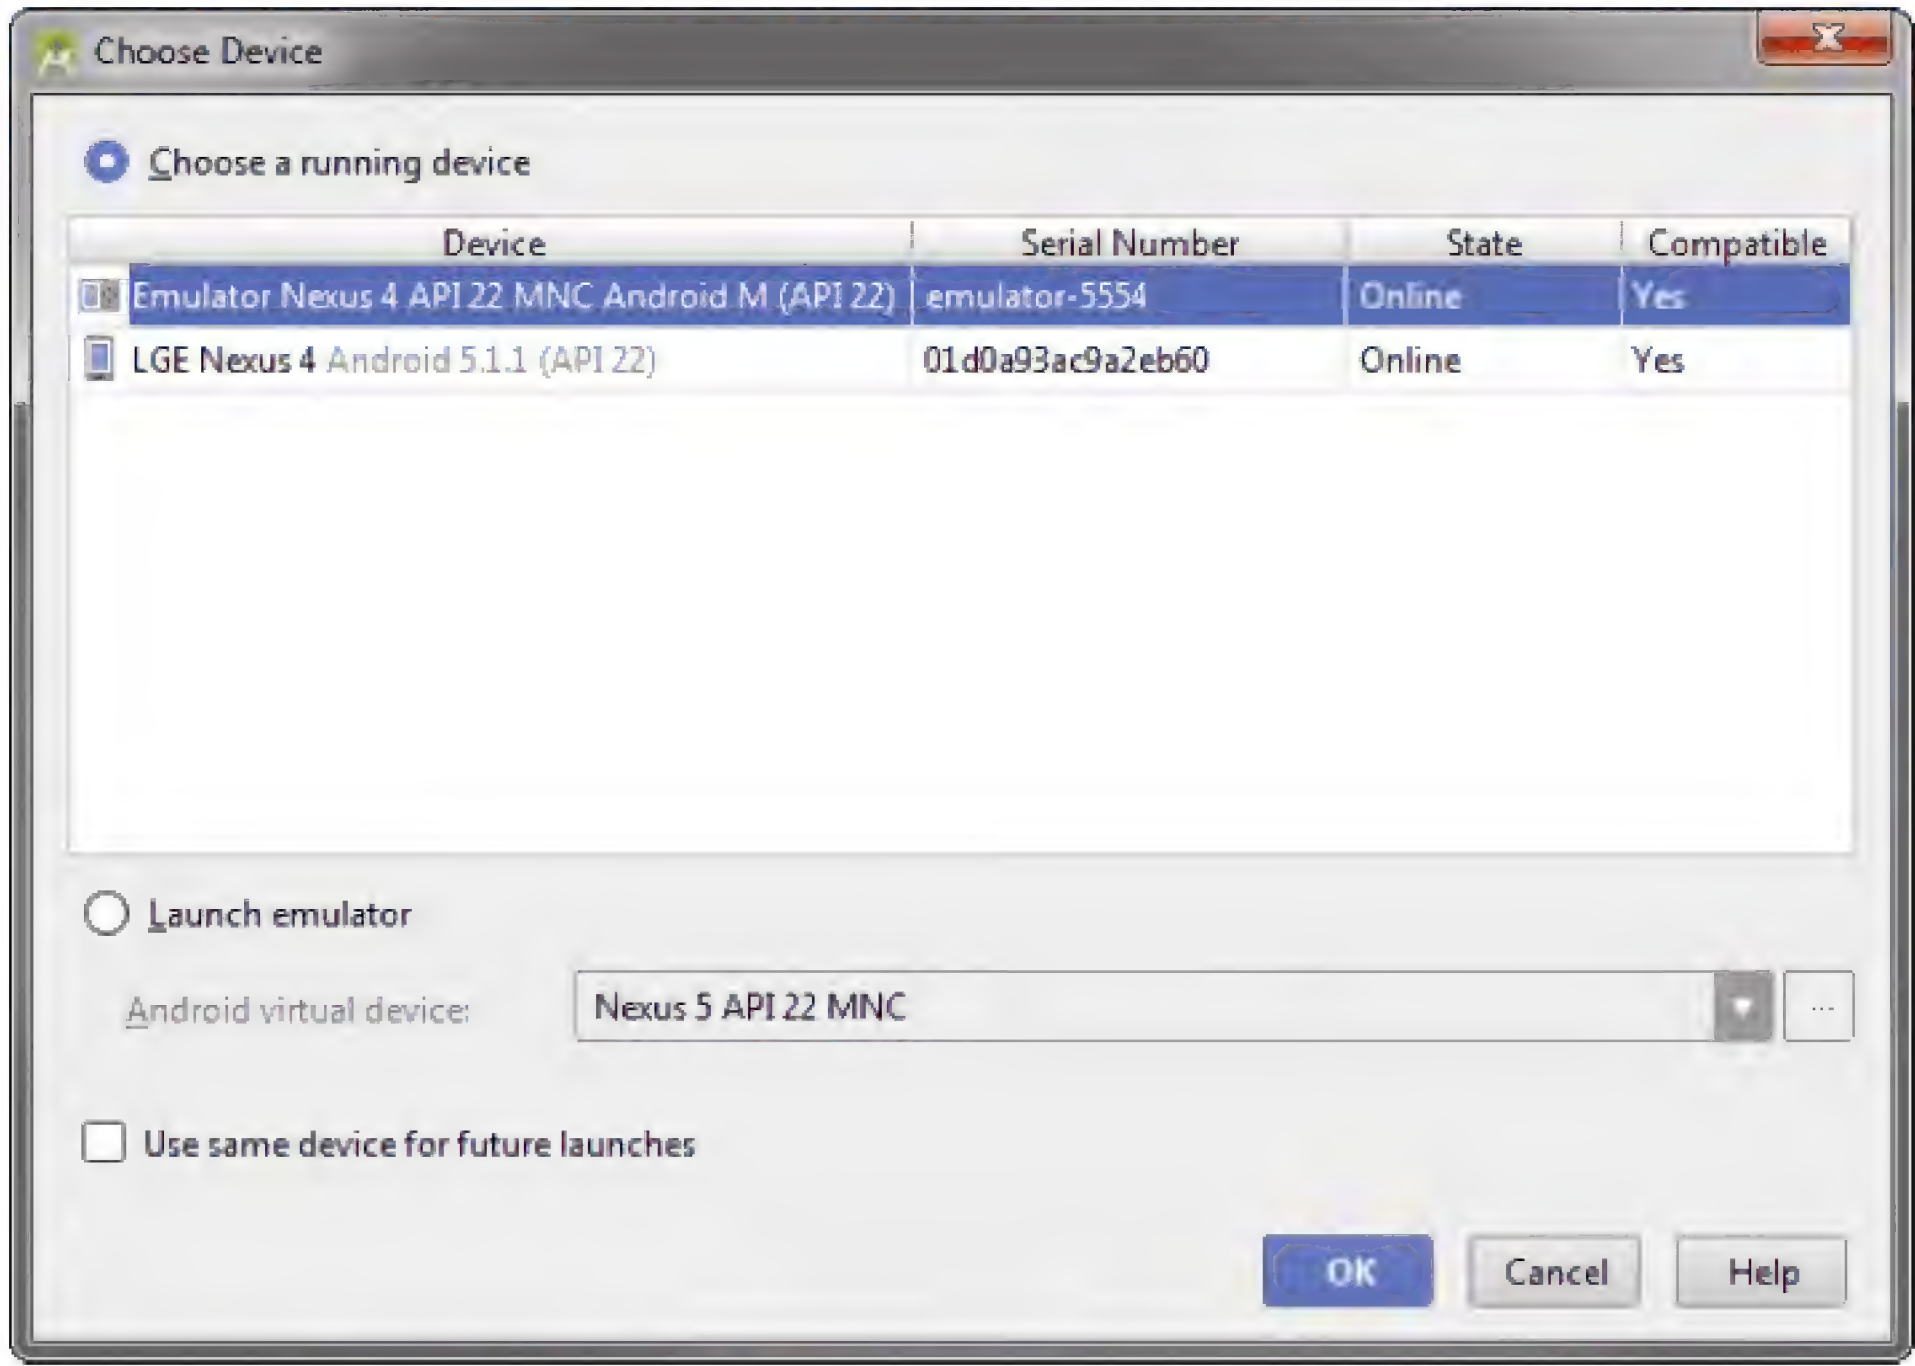 Choose Device
Choose a running device
Device Serial Number State Compatible
Emulator Nexus 4 API 22 MNC Android M (API 22) emulator-5554 Online Yes
LGE Nexus 4 Android 5.1.1 (API 22) 01d0a93ac9a2eb60 Online Yes
Launch emulator
Android virtual device: Nexus 5 API 22 MNC ...
Use same device for future launches
OK Cancel Help